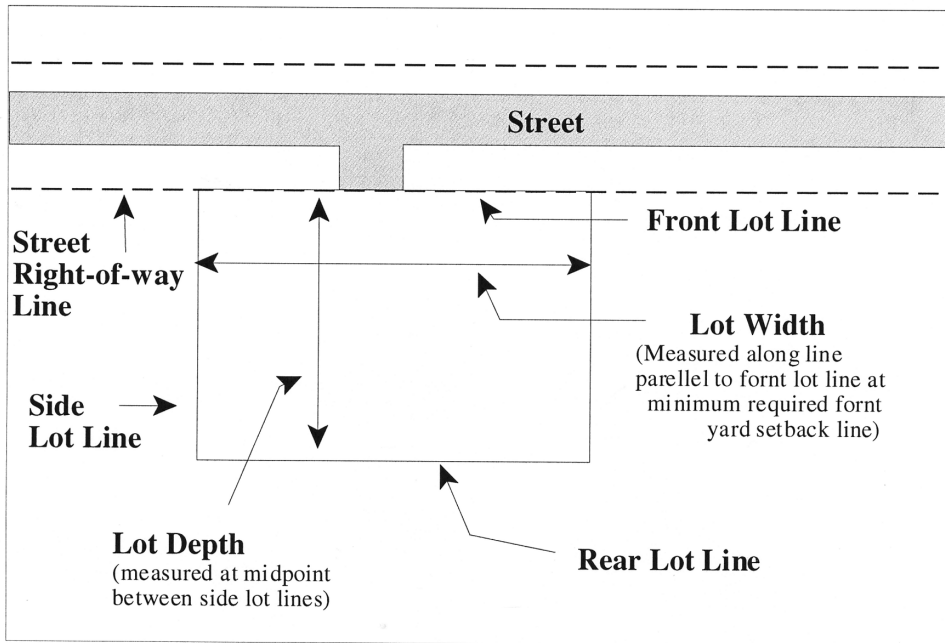 Street
Front Lot Line
Street
Right-of-way
Line
Lot Width
(Measured along line
parellel to fornt lot line at
minimum required fornt
yard setback line)
Side
Lot Line
Lot Depth
(measured at midpoint
between side lot lines)
Rear Lot Line